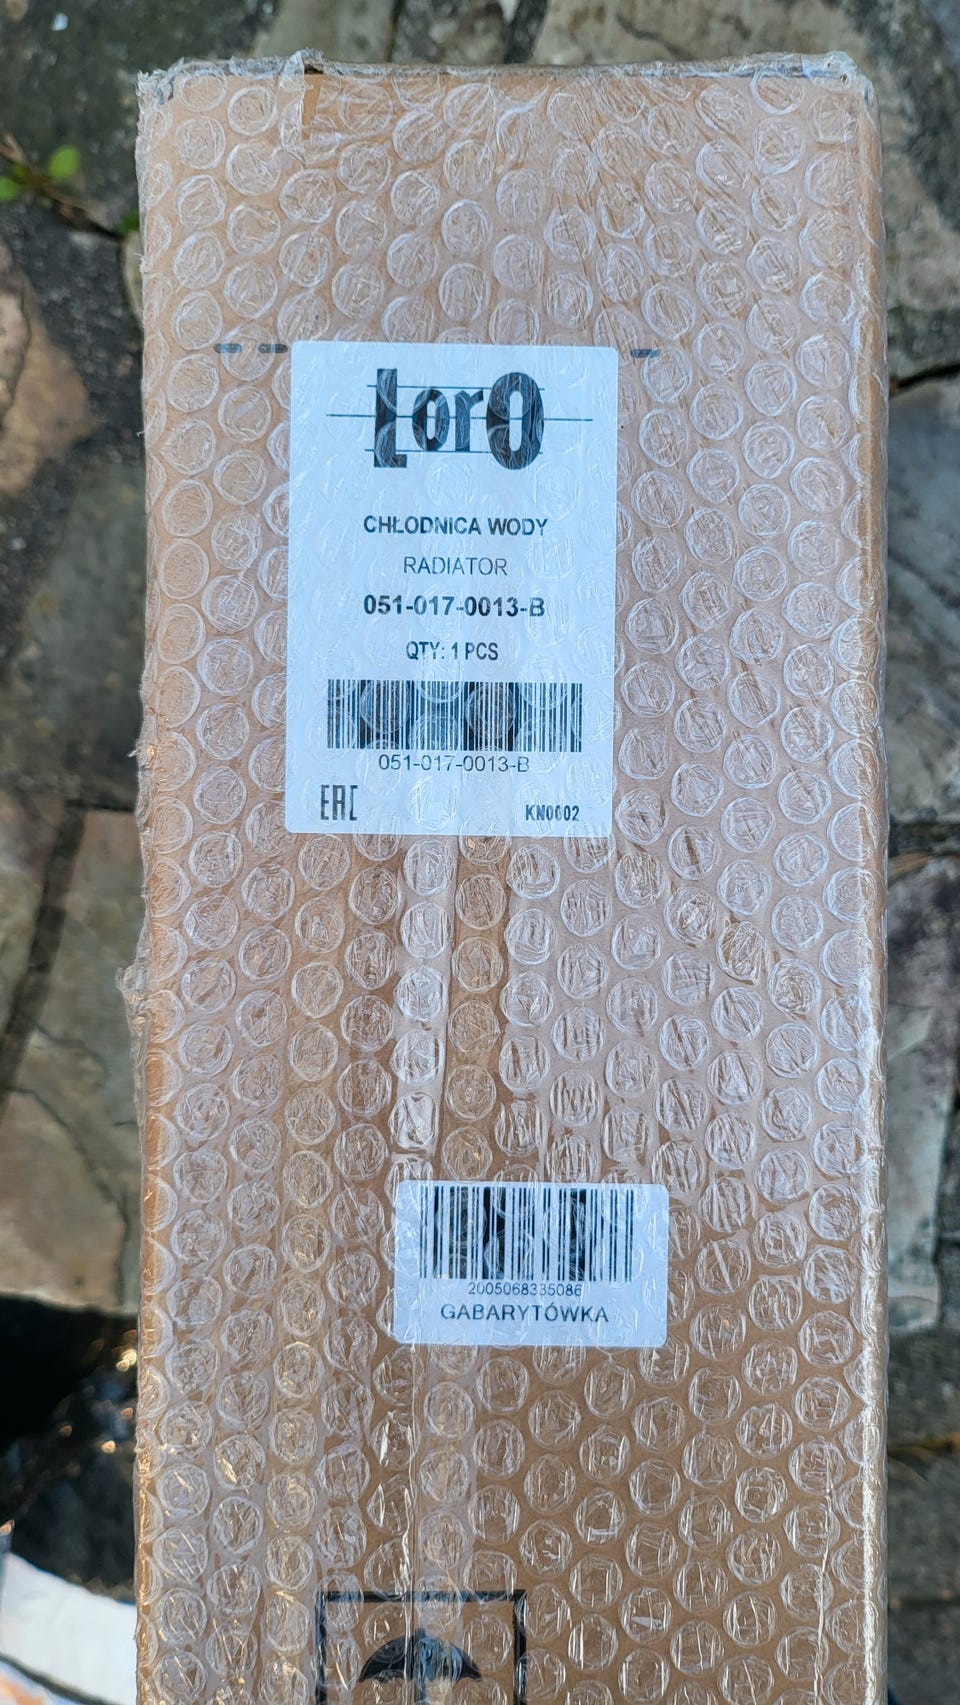 LorO
CHŁODNICA WODY
RADIATOR
051-017-0013-B
QTY: 1 PCS
051-017-0013-B
EAC KN0002
2005068335086
GABARYTÓWKA